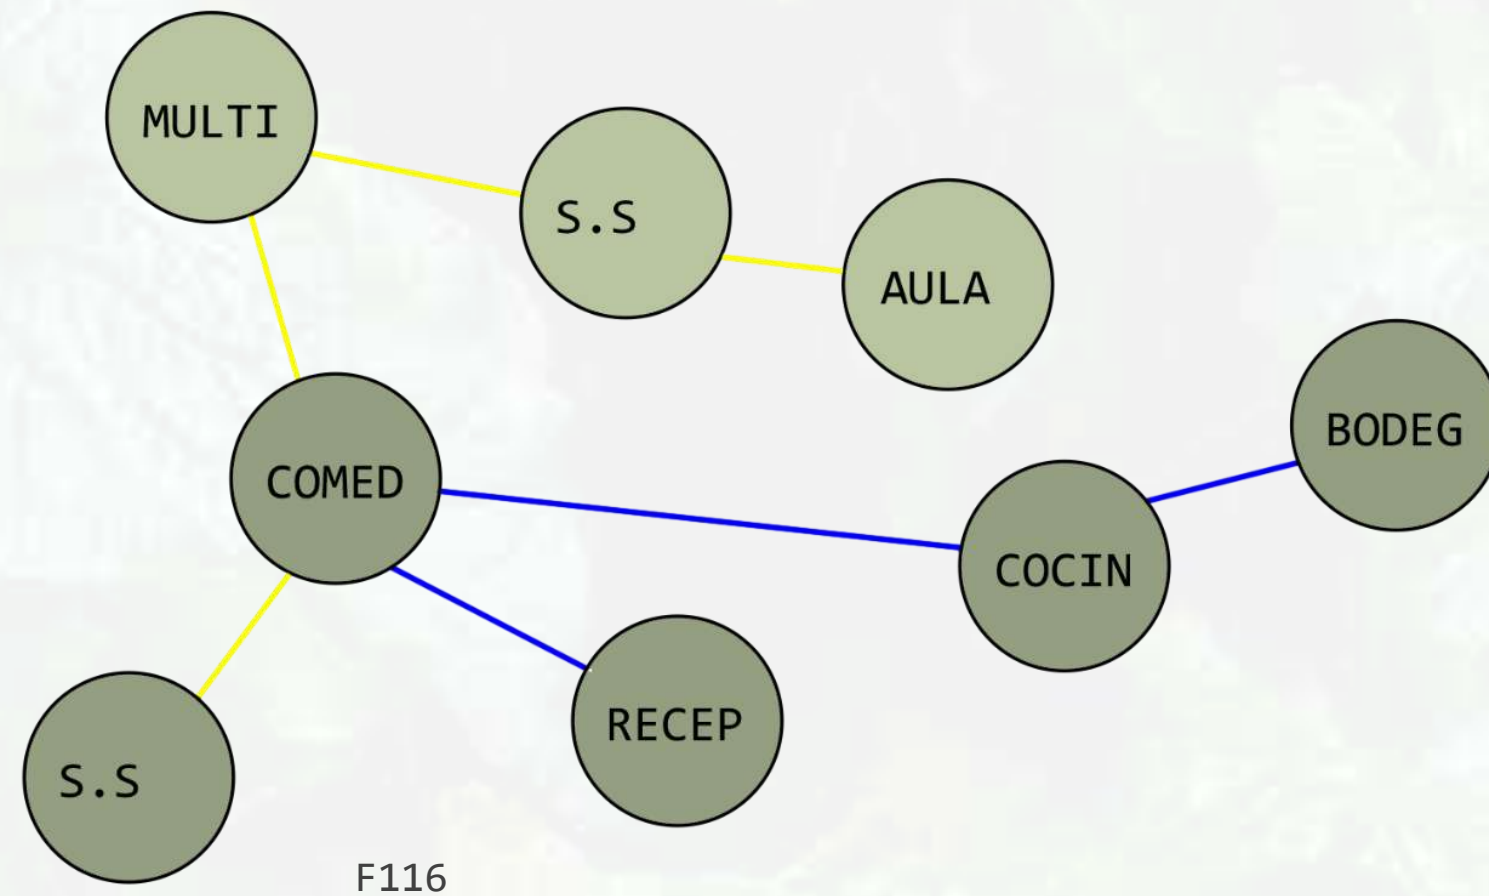 MULTI
S.S
AULA
BODEG
COMED
COCIN
RECEP
S.S
F116